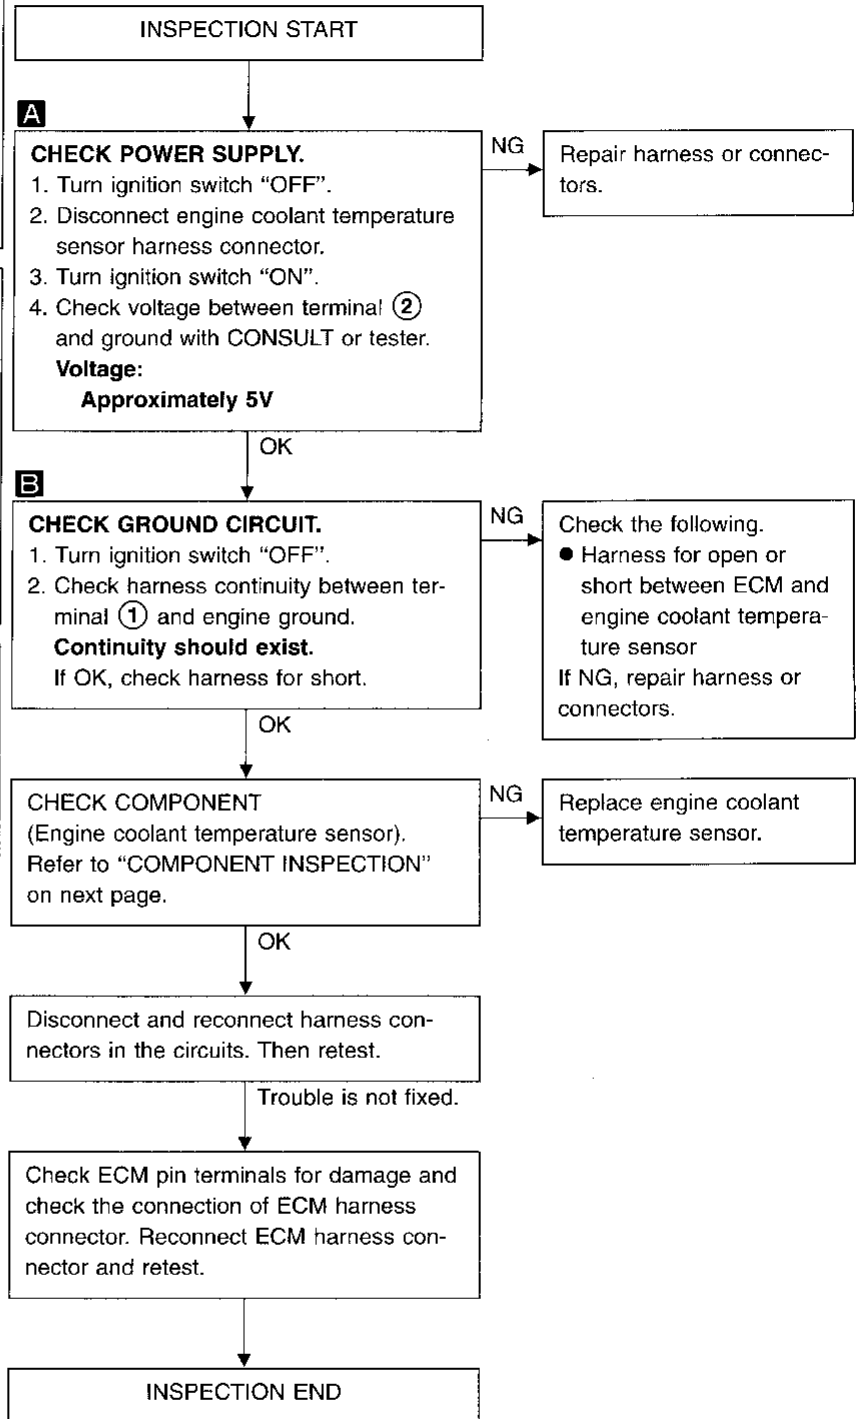 INSPECTION START
A
CHECK POWER SUPPLY.
1. Turn ignition switch “OFF”.
2. Disconnect engine coolant temperature
sensor harness connector.
3. Turn ignition switch “ON”.
4. Check voltage between terminal ②
and ground with CONSULT or tester.
Voltage:
Approximately 5V
NG
Repair harness or connec-
tors.
OK
B
CHECK GROUND CIRCUIT.
1. Turn ignition switch “OFF”.
2. Check harness continuity between ter-
minal ① and engine ground.
Continuity should exist.
If OK, check harness for short.
NG
Check the following.
● Harness for open or
short between ECM and
engine coolant tempera-
ture sensor
If NG, repair harness or
connectors.
OK
CHECK COMPONENT
(Engine coolant temperature sensor).
Refer to “COMPONENT INSPECTION”
on next page.
NG
Replace engine coolant
temperature sensor.
OK
Disconnect and reconnect harness con-
nectors in the circuits. Then retest.
Trouble is not fixed.
Check ECM pin terminals for damage and
check the connection of ECM harness
connector. Reconnect ECM harness con-
nector and retest.
INSPECTION END